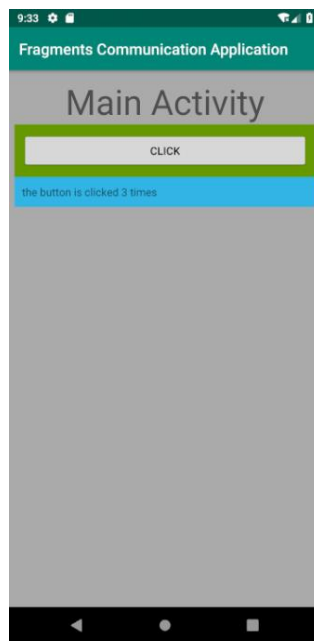 9:33
Fragments Communication Application
Main Activity
CLICK
the button is clicked 3 times